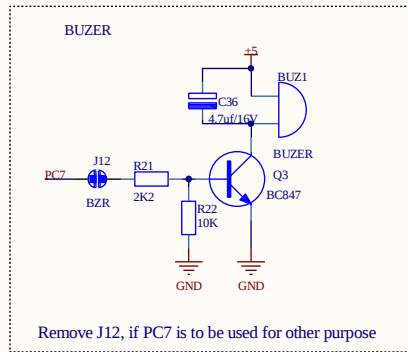 BUZER
+5
BUZ1
C36
4.7uf/16V
BUZER
J12
R21
Q3
PC7
BZR
2K2
BC847
R22
10K
GND
GND
Remove J12, if PC7 is to be used for other purpose